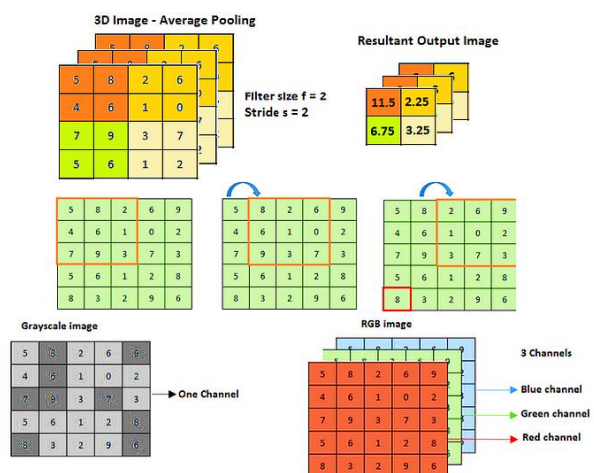 3D Image - Average Pooling
Resultant Output Image
5 8 2 6
5 8 2 6
4 6 1 0
7 9 3 7
5 6 1 2
Filter size f = 2
Stride s = 2
11.5 2.25
6.75 3.25
5 8 2 6 9
4 6 1 0 2
7 9 3 7 3
5 6 1 2 8
8 3 2 9 6
5 8 2 6 9
4 6 1 0 2
7 9 3 7 3
5 6 1 2 8
8 3 2 9 6
5 8 2 6 9
4 6 1 0 2
7 9 3 7 3
5 6 1 2 8
8 3 2 9 6
Grayscale image
5 8 2 6 9
4 6 1 0 2
7 9 3 7 3
5 6 1 2 8
8 3 2 9 6
One Channel
RGB image
5 8 2 6 9
4 6 1 0 2
7 9 3 7 3
5 6 1 2 8
8 3 2 9 6
3 Channels
Blue channel
Green channel
Red channel